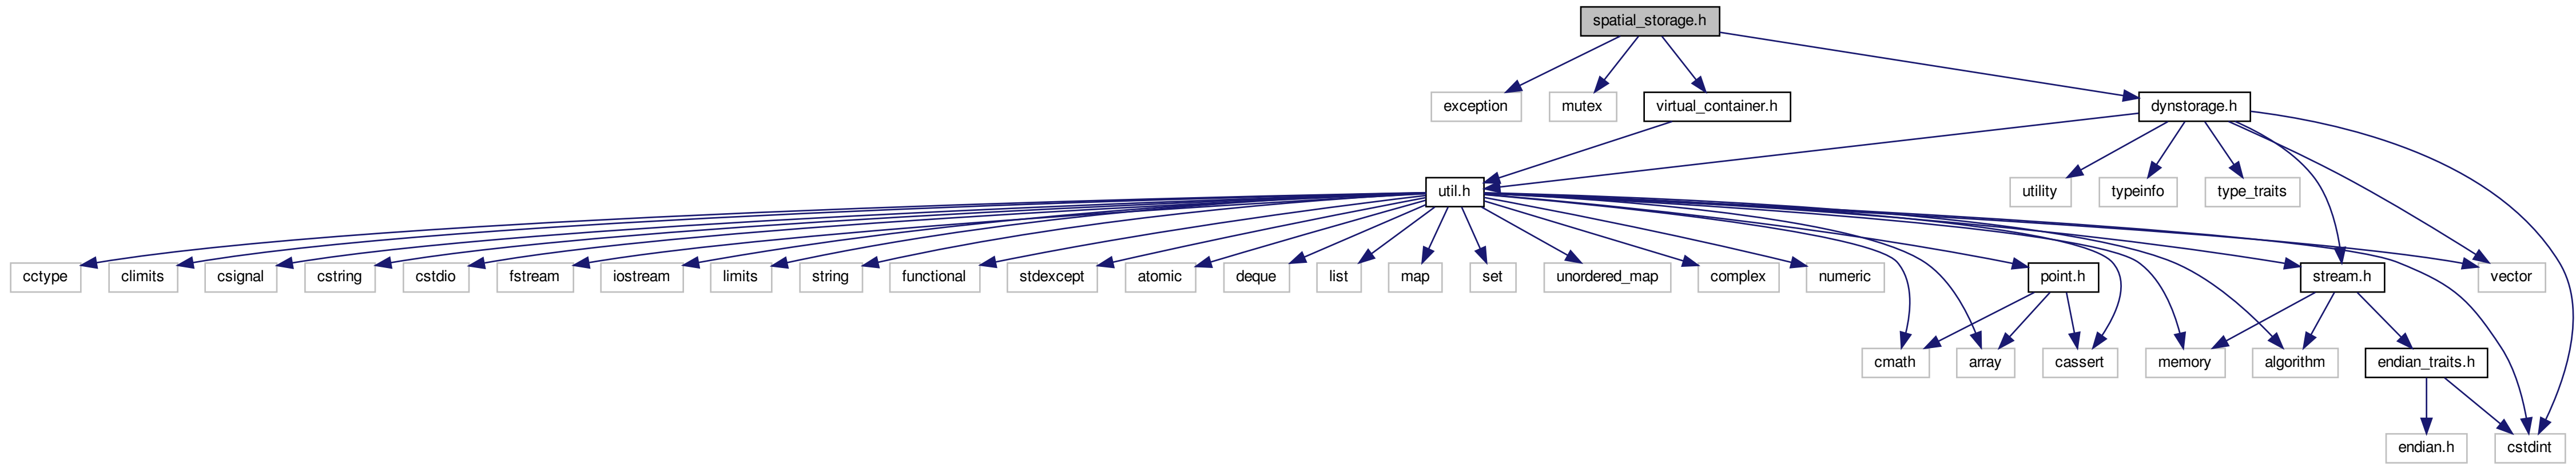 spatial_storage.h
exception
mutex
virtual_container.h
dynstorage.h
util.h
utility
typeinfo
type_traits
cctype
climits
csignal
cstring
cstdio
fstream
iostream
limits
string
functional
stdexcept
atomic
deque
list
map
set
unordered_map
complex
numeric
point.h
stream.h
vector
cmath
array
cassert
memory
algorithm
endian_traits.h
endian.h
cstdint